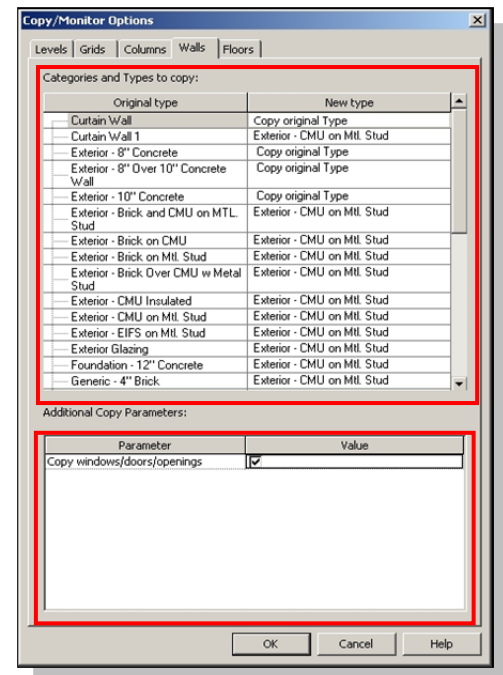 Copy/Monitor Options
Levels Grids Columns Walls Floors
Categories and Types to copy:
Original type New type
Curtain Wall Copy original Type
Curtain Wall 1 Exterior - CMU on Mtl. Stud
Exterior - 8" Concrete Copy original Type
Exterior - 8" Over 10" Concrete Copy original Type
Wall
Exterior - 10" Concrete Copy original Type
Exterior - Brick and CMU on MTL. Exterior - CMU on Mtl. Stud
Stud
Exterior - Brick on CMU Exterior - CMU on Mtl. Stud
Exterior - Brick on Mtl. Stud Exterior - CMU on Mtl. Stud
Exterior - Brick Over CMU w Metal Exterior - CMU on Mtl. Stud
Stud
Exterior - CMU Insulated Exterior - CMU on Mtl. Stud
Exterior - CMU on Mtl. Stud Exterior - CMU on Mtl. Stud
Exterior - EIFS on Mtl. Stud Exterior - CMU on Mtl. Stud
Exterior Glazing Exterior - CMU on Mtl. Stud
Foundation - 12" Concrete Exterior - CMU on Mtl. Stud
Generic - 4" Brick Exterior - CMU on Mtl. Stud
Additional Copy Parameters:
Parameter Value
Copy windows/doors/openings
OK Cancel Help